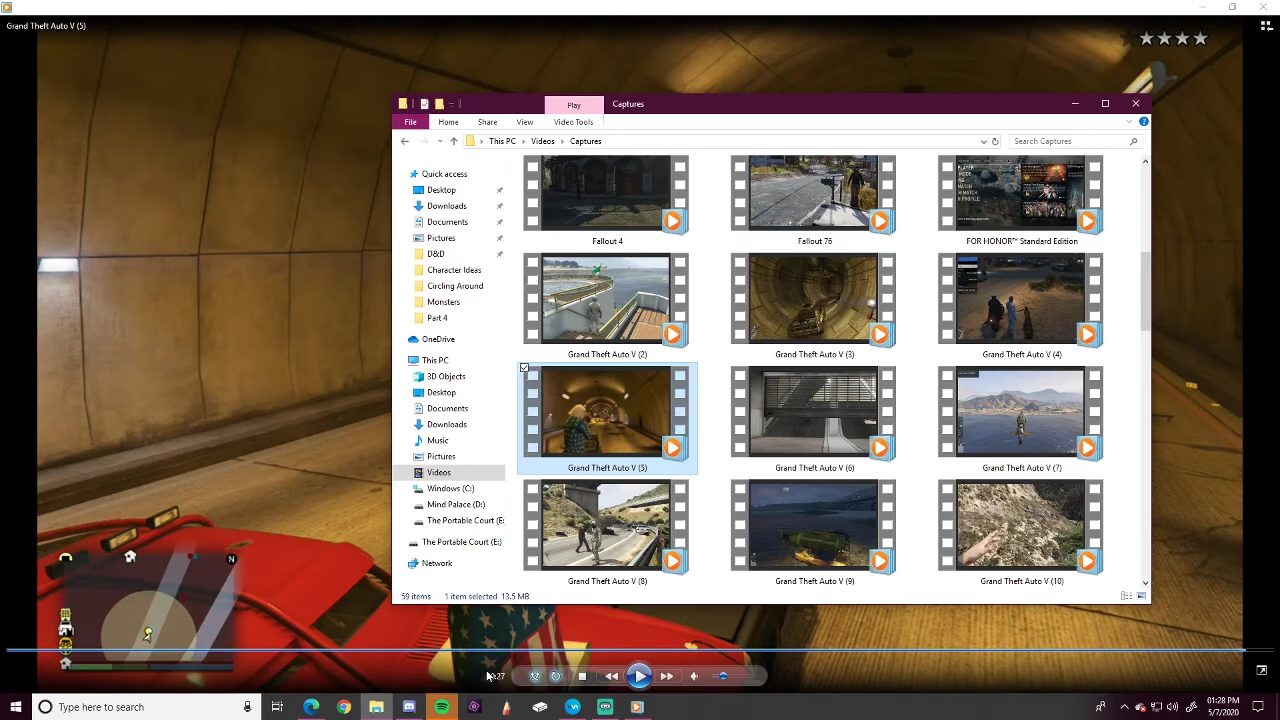 Grand Theft Auto V (5)
Play
Captures
File
Home
Share
View
Video Tools
This PC
Videos
Captures
Search Captures
Quick access
Desktop
Downloads
Documents
Pictures
D&D
Character Ideas
Circling Around
Monsters
Part 4
OneDrive
This PC
3D Objects
Desktop
Documents
Downloads
Music
Pictures
Videos
Windows (C:)
Mind Palace (D:)
The Portable Court (E:
The Portable Court (E:)
Network
Fallout 4
Fallout 76
FOR HONOR™ Standard Edition
Grand Theft Auto V (2)
Grand Theft Auto V (3)
Grand Theft Auto V (4)
Grand Theft Auto V (5)
Grand Theft Auto V (6)
Grand Theft Auto V (7)
Grand Theft Auto V (8)
Grand Theft Auto V (9)
Grand Theft Auto V (10)
59 items
1 item selected 13.5 MB
N
:27
Type here to search
01:28 PM
5/7/2020